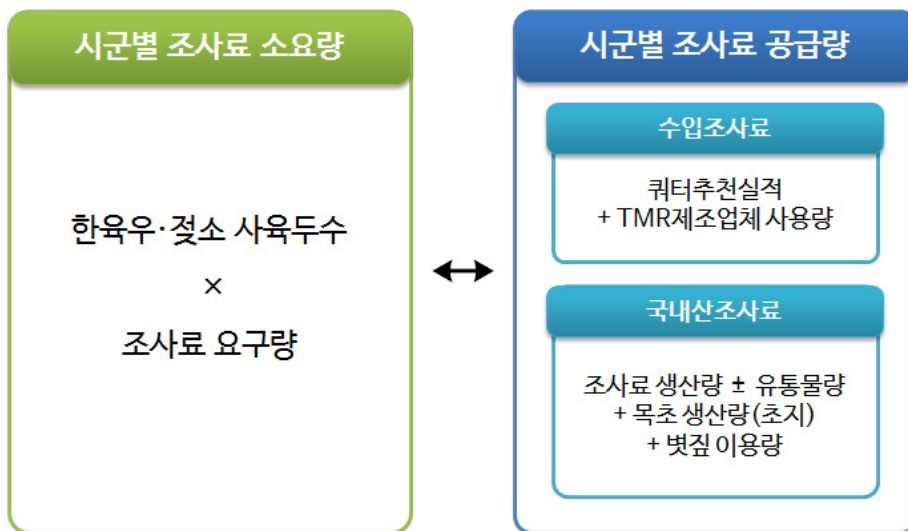 시군별 조사료 소요량
한육우·젖소 사육두수
×
조사료 요구량
시군별 조사료 공급량
수입조사료
쿼터추천실적
+ TMR제조업체 사용량
국내산조사료
조사료 생산량 ± 유통물량
+ 목초 생산량(초지)
+ 볏짚 이용량